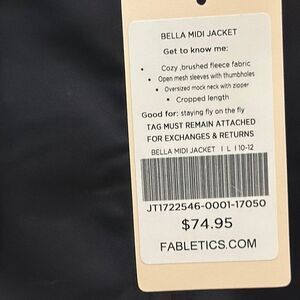 BELLA MIDI JACKET
Get to know me:
• Cozy ,brushed fleece fabric
• Open mesh sleeves with thumbholes
• Oversized mock neck with zipper
• Cropped length
Good for: staying fly on the fly
TAG MUST REMAIN ATTACHED
FOR EXCHANGES & RETURNS
BELLA MIDI JACKET I L I 10-12
JT1722546-0001-17050
$74.95
FABLETICS.COM